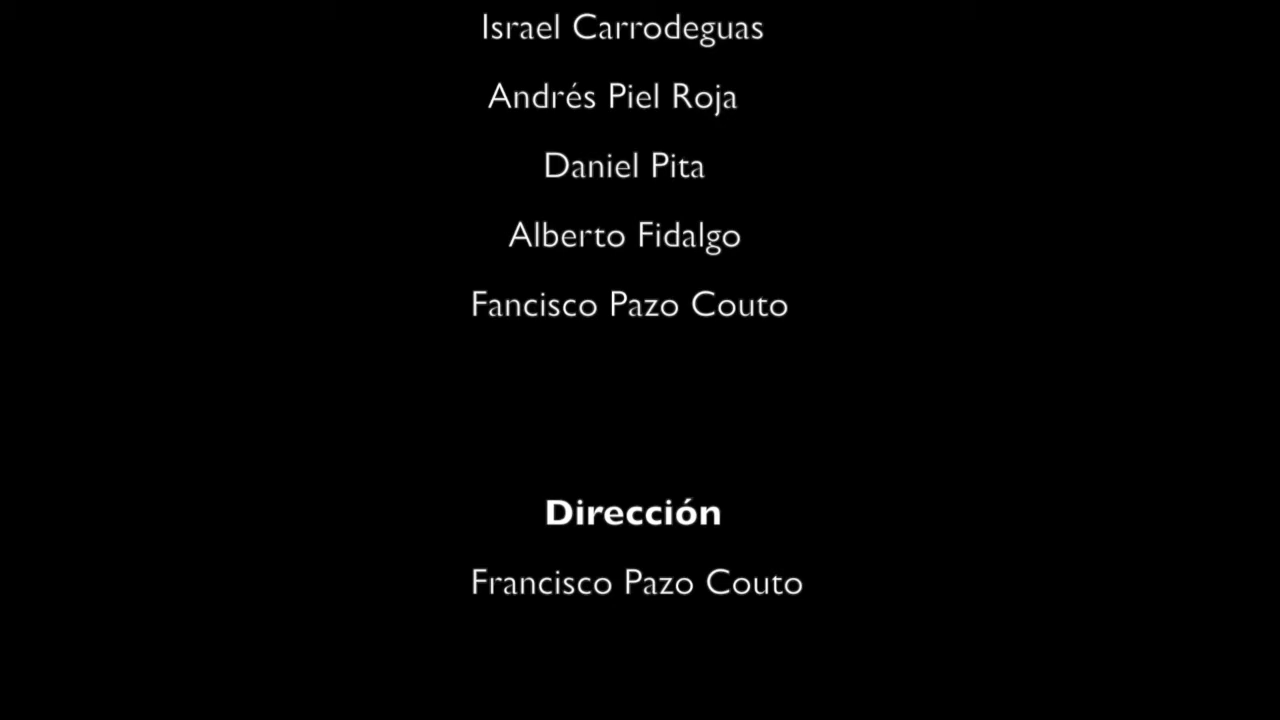 Israel Carrodeguas
Andrés Piel Roja
Daniel Pita
Alberto Fidalgo
Fancisco Pazo Couto
Dirección
Francisco Pazo Couto